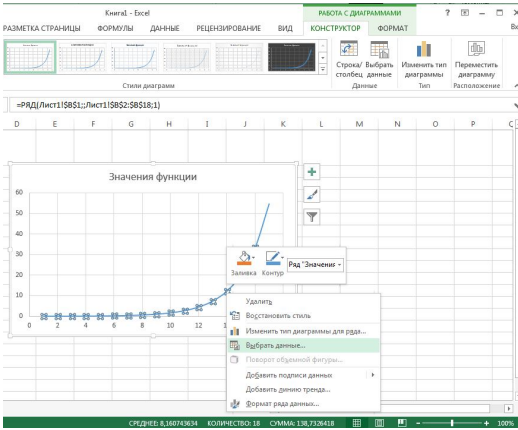 Книга1 - Excel
РАБОТА С ДИАГРАММАМИ
РАЗМЕТКА СТРАНИЦЫ ФОРМУЛЫ ДАННЫЕ РЕЦЕНЗИРОВАНИЕ ВИД КОНСТРУКТОР ФОРМАТ Вх
Строка/ столбец
Выбрать данные
Изменить тип диаграммы
Переместить диаграмму
Стили диаграмм Данные Тип Расположение
=РЯД(Лист1!$B$1;;Лист1!$B$2:$B$18;1)
D E F G H I J K L M N O P
Значения функции
60
50
40
30
20
10
0
0 2 4 6 8 10 12
Заливка Контур Ряд "Значения
Удалить
Восстановить стиль
Изменить тип диаграммы для ряда...
Выбрать данные...
Поворот объемной фигуры...
Добавить подписи данных
Добавить линию тренда...
Формат ряда данных...
СРЕДНЕЕ: 8,160743634 КОЛИЧЕСТВО: 18 СУММА: 138,7326418 100%